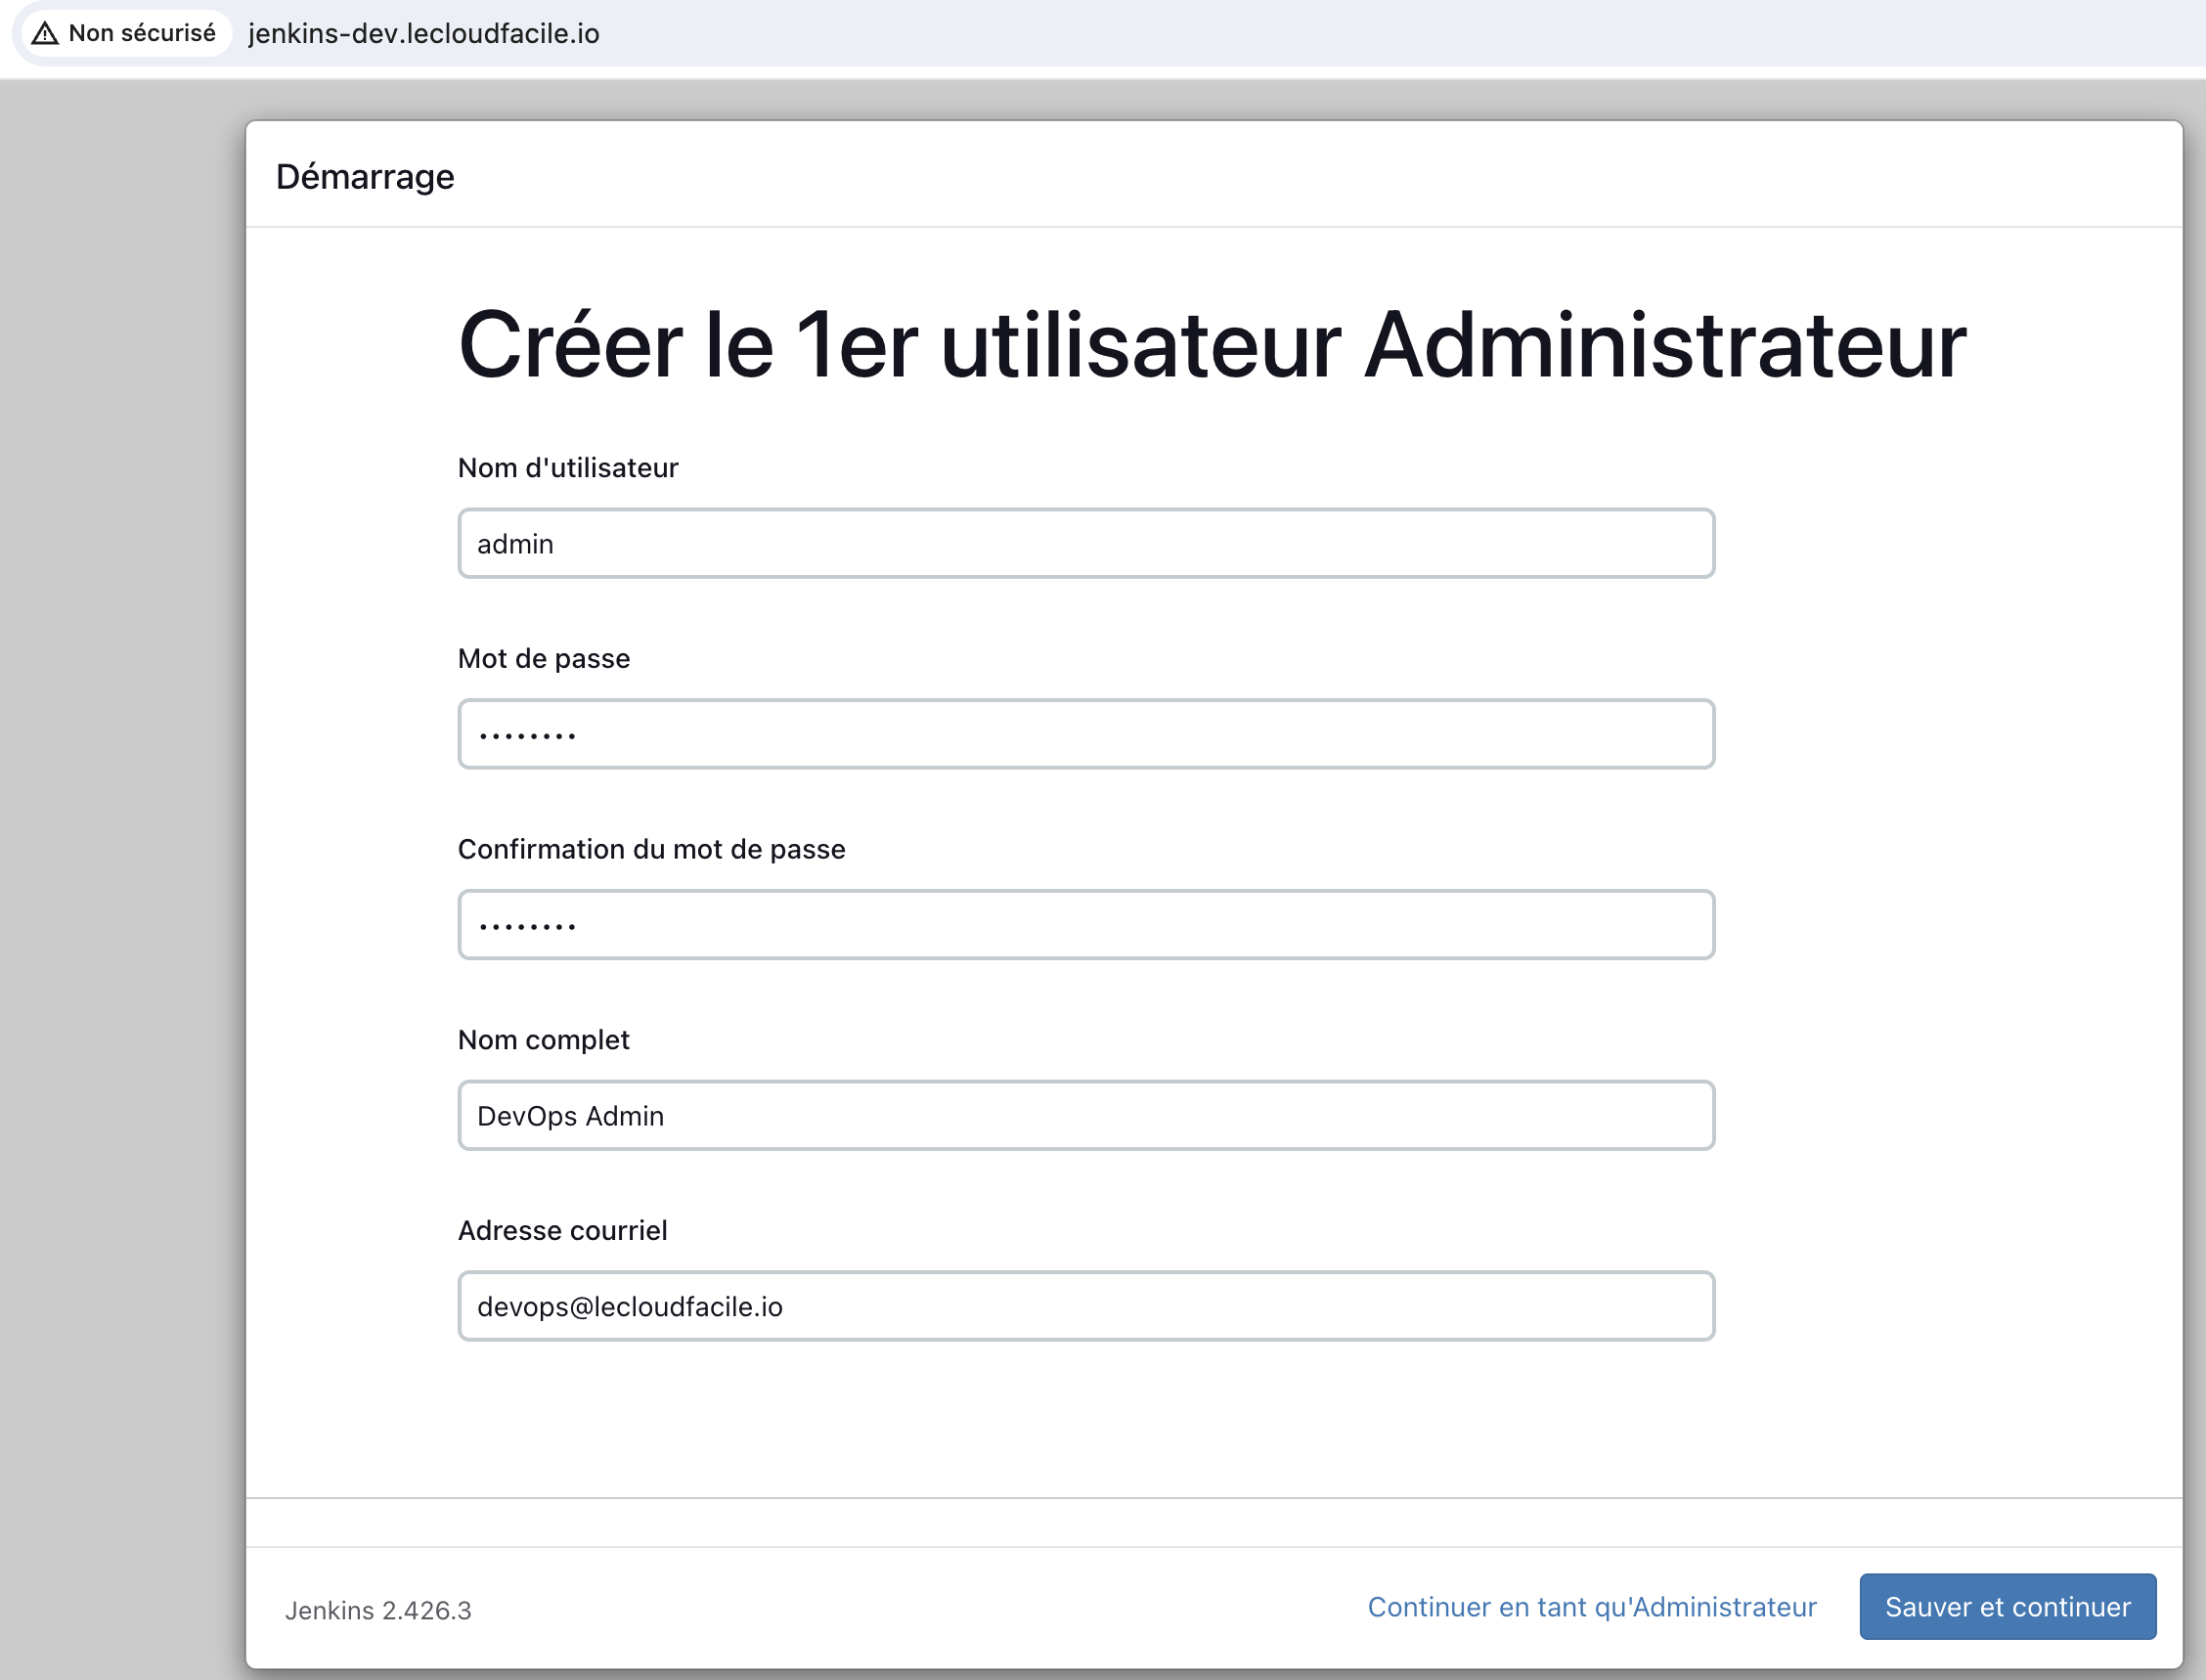 Non sécurisé jenkins-dev.lecloudfacile.io
Démarrage
Créer le 1er utilisateur Administrateur
Nom d'utilisateur
admin
Mot de passe
••••••••
Confirmation du mot de passe
••••••••
Nom complet
DevOps Admin
Adresse courriel
devops@lecloudfacile.io
Jenkins 2.426.3 Continuer en tant qu'Administrateur Sauver et continuer